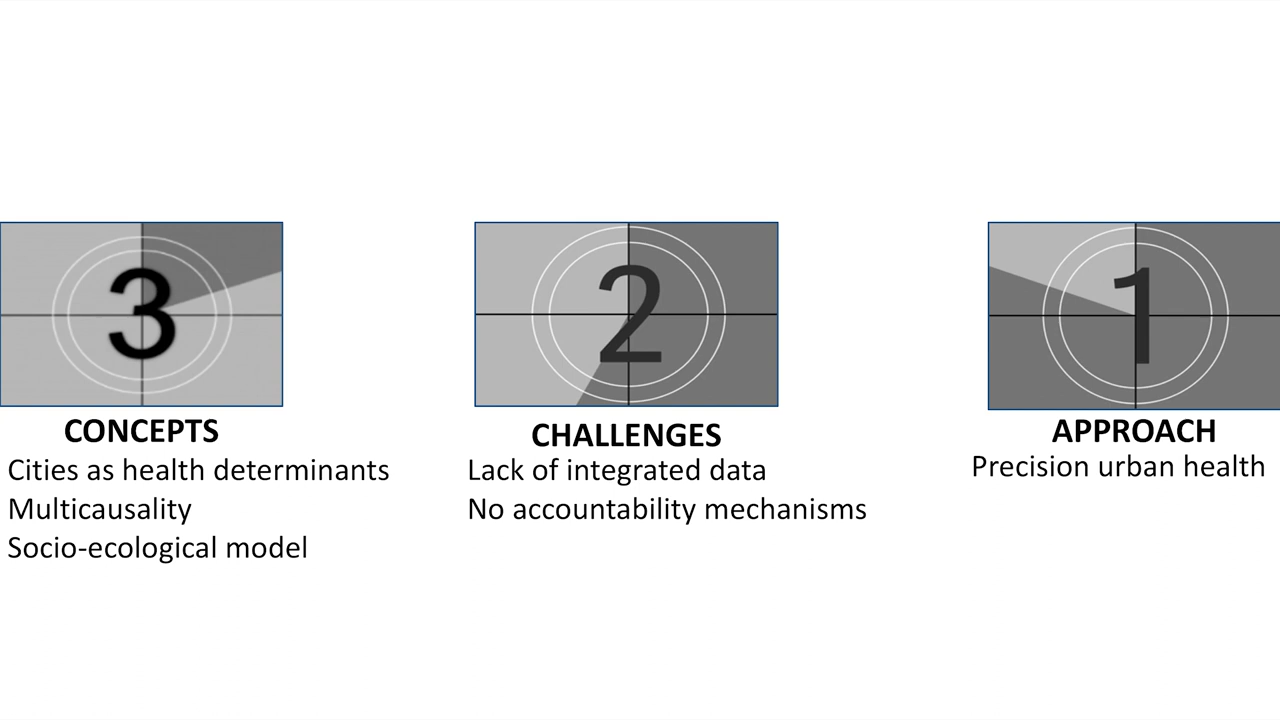 3
CONCEPTS
Cities as health determinants
Multicausality
Socio-ecological model
2
CHALLENGES
Lack of integrated data
No accountability mechanisms
1
APPROACH
Precision urban health